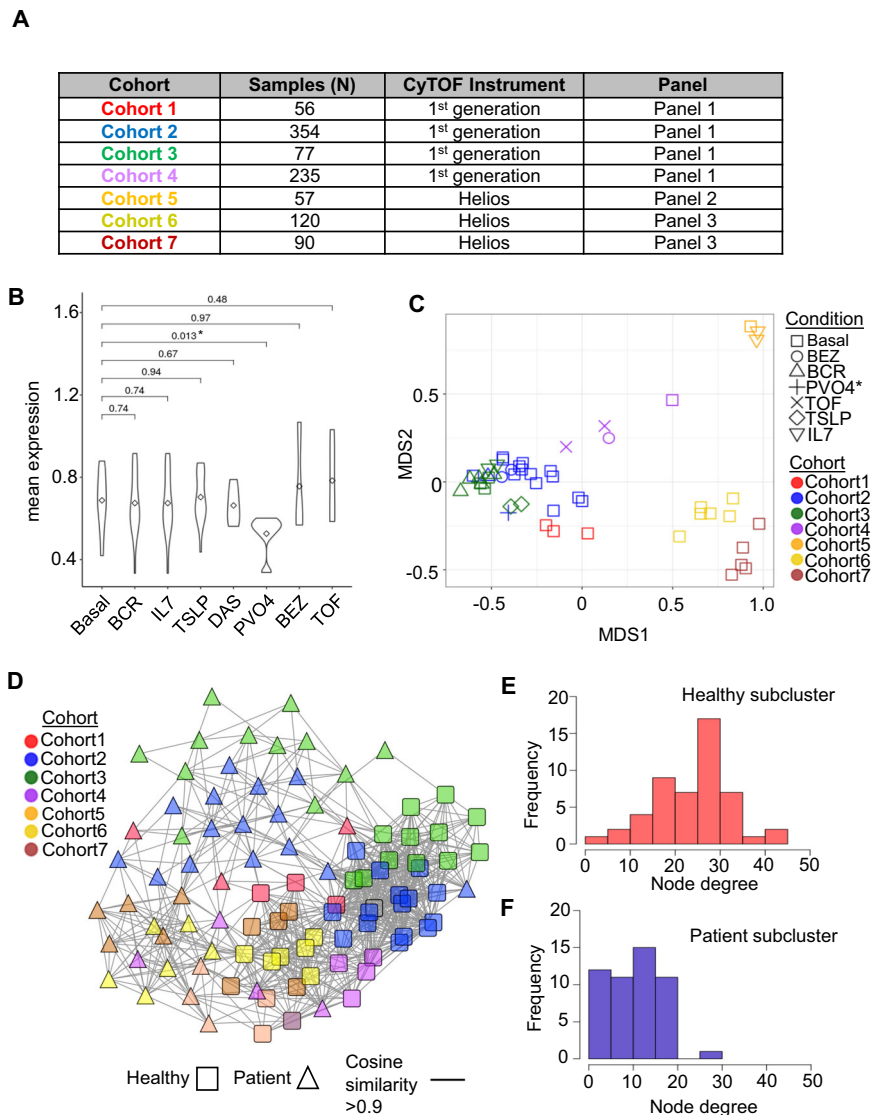 A
Cohort Samples (N) CyTOF Instrument Panel
Cohort 1 56 1st generation Panel 1
Cohort 2 354 1st generation Panel 1
Cohort 3 77 1st generation Panel 1
Cohort 4 235 1st generation Panel 1
Cohort 5 57 Helios Panel 2
Cohort 6 120 Helios Panel 3
Cohort 7 90 Helios Panel 3
B
mean expression
1.6
1.2
0.8
0.4
0.48
0.97
0.013*
0.67
0.94
0.74
0.74
Basal
BCR
IL7
TSLP
DAS
PVO4
BEZ
TOF
C
MDS2
0.5
0
-0.5
-0.5 0 0.5 1.0
MDS1
Condition
Basal
BEZ
BCR
PVO4*
TOF
TSLP
IL7
Cohort
Cohort1
Cohort2
Cohort3
Cohort4
Cohort5
Cohort6
Cohort7
D
Cohort
Cohort1
Cohort2
Cohort3
Cohort4
Cohort5
Cohort6
Cohort7
Healthy Patient Cosine
similarity
>0.9
E
Healthy subcluster
Frequency
20
15
10
5
0
0 10 20 30 40 50
Node degree
F
Patient subcluster
Frequency
20
15
10
5
0
0 10 20 30 40 50
Node degree